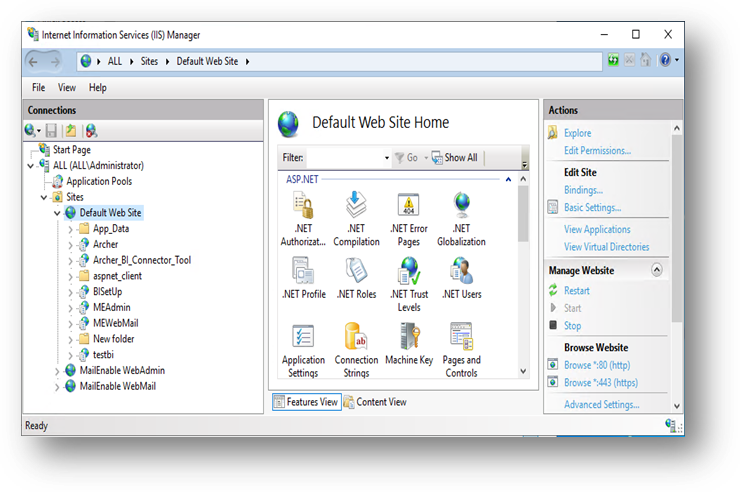 Internet Information Services (IIS) Manager
ALL Sites Default Web Site
File View Help
Connections
Start Page
ALL (ALL\Administrator)
Application Pools
Sites
Default Web Site
App_Data
Archer
Archer_BI_Connector_Tool
aspnet_client
BISetUp
MEAdmin
MEWebMail
New folder
testbi
MailEnable WebAdmin
MailEnable WebMail
Default Web Site Home
Filter: Go Show All
ASP.NET
.NET Authorizat...
.NET Compilation
.NET Error Pages
404
.NET Globalization
.NET Profile
.NET Roles
.NET Trust Levels
.NET Users
Application Settings
Connection Strings
ab
Machine Key
Pages and Controls
Features View Content View
Actions
Explore
Edit Permissions...
Edit Site
Bindings...
Basic Settings...
View Applications
View Virtual Directories
Manage Website
Restart
Start
Stop
Browse Website
Browse *:80 (http)
Browse *:443 (https)
Advanced Settings...
Ready